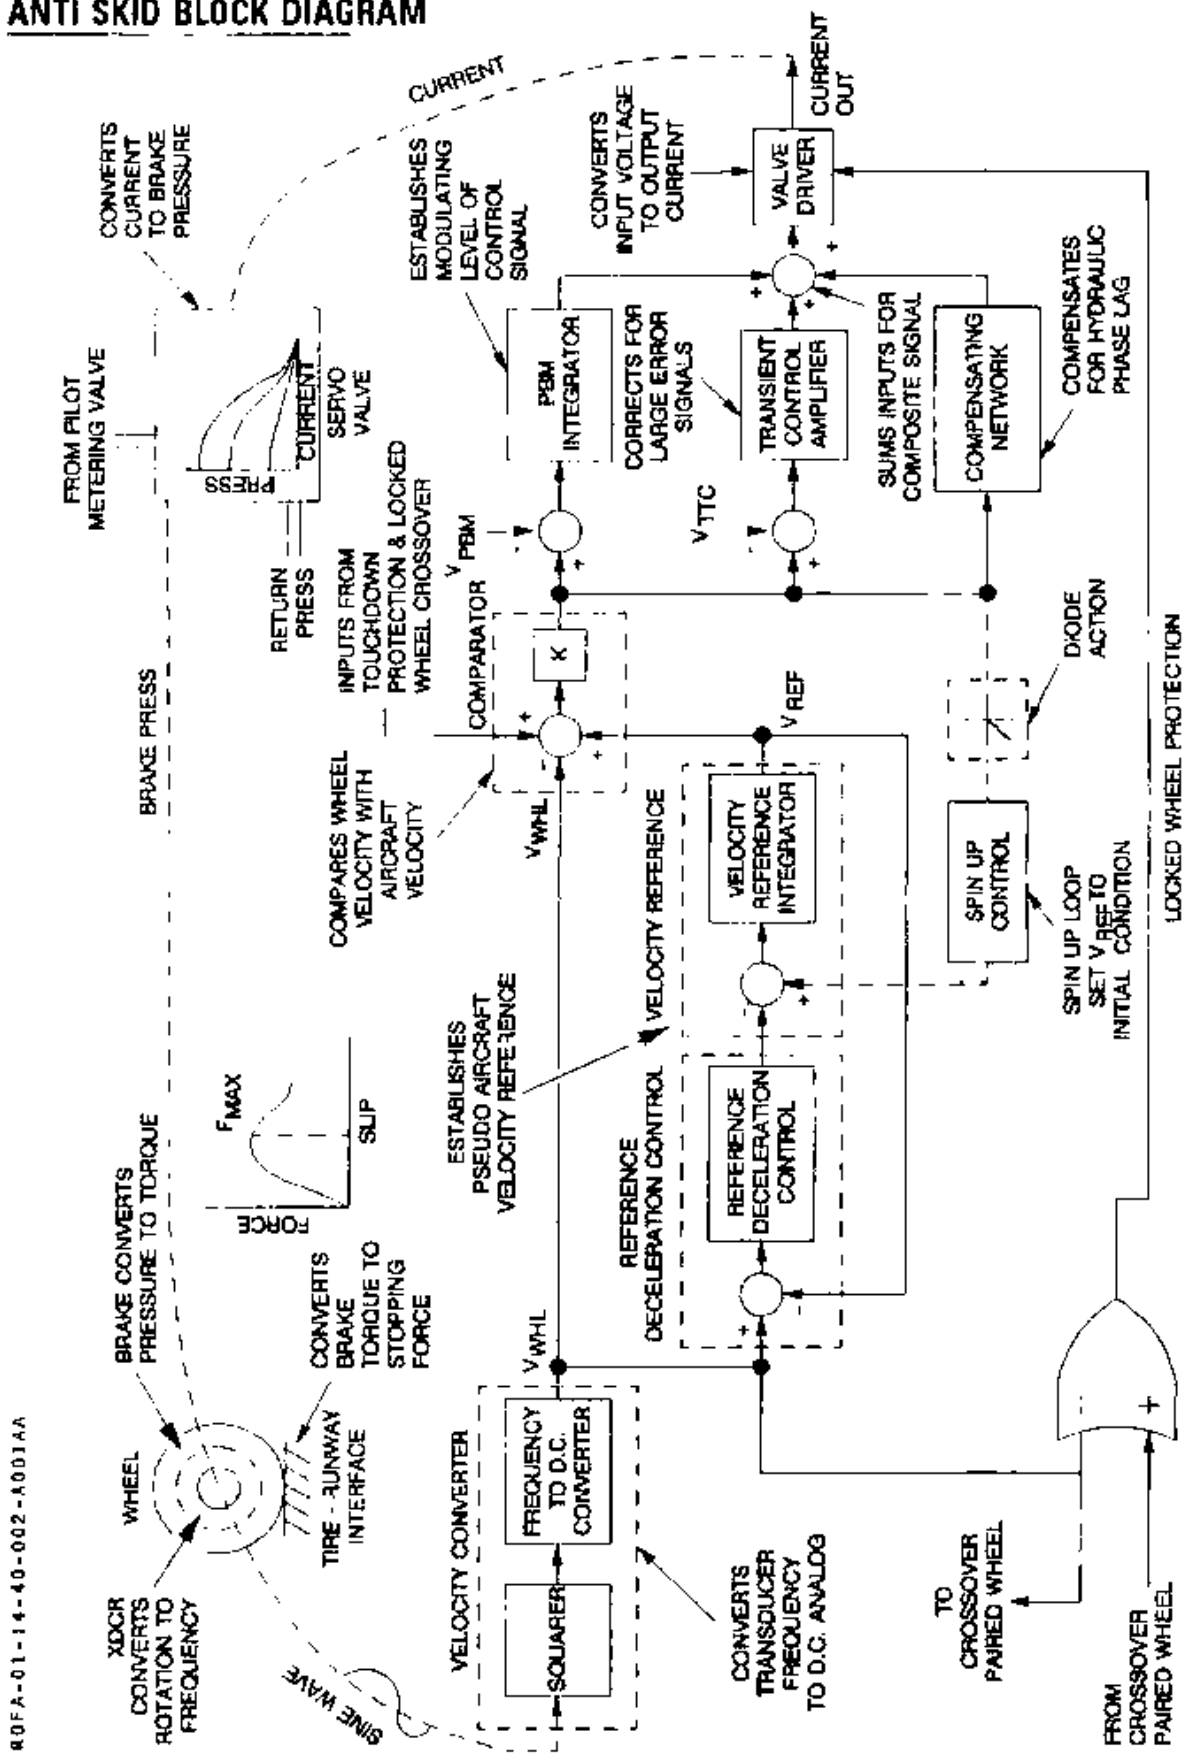 ANTI SKID BLOCK DIAGRAM
R0FA-01-14-40-002-A001AA
XDCR
CONVERTS
ROTATION TO
FREQUENCY
WHEEL
BRAKE CONVERTS
PRESSURE TO TORQUE
CONVERTS
BRAKE
TORQUE TO
STOPPING
FORCE
TIRE - RUNWAY
INTERFACE
SINE WAVE
FORCE
FMAX
SLIP
BRAKE PRESS
FROM PILOT
METERING VALVE
CONVERTS
CURRENT
TO BRAKE
PRESSURE
PRESS
CURRENT
SERVO
VALVE
RETURN
PRESS
CURRENT
VELOCITY CONVERTER
SQUARER
FREQUENCY
TO D.C.
CONVERTER
CONVERTS
TRANSDUCER
FREQUENCY
TO D.C. ANALOG
VWHL
ESTABLISHES
PSEUDO AIRCRAFT
VELOCITY REFERENCE
REFERENCE
DECELERATION CONTROL
REFERENCE
DECELERATION
CONTROL
+
-
VELOCITY REFERENCE
VELOCITY
REFERENCE
INTEGRATOR
+
VREF
COMPARES WHEEL
VELOCITY WITH
AIRCRAFT
VELOCITY
VWHL
INPUTS FROM
TOUCHDOWN
PROTECTION & LOCKED
WHEEL CROSSOVER
COMPARATOR
K
+
-
+
VPBM
-
+
PBM
INTEGRATOR
ESTABLISHES
MODULATING
LEVEL OF
CONTROL
SIGNAL
VTTC
-
+
TRANSIENT
CONTROL
AMPLIFIER
CORRECTS FOR
LARGE ERROR
SIGNALS
+
+
+
SUMS INPUTS FOR
COMPOSITE SIGNAL
VALVE
DRIVER
CONVERTS
INPUT VOLTAGE
TO OUTPUT
CURRENT
CURRENT
OUT
COMPENSATING
NETWORK
COMPENSATES
FOR HYDRAULIC
PHASE LAG
DIODE
ACTION
SPIN UP
CONTROL
SPIN UP LOOP
SET VREF TO
INITIAL CONDITION
LOCKED WHEEL PROTECTION
-
+
TO
CROSSOVER
PAIRED WHEEL
FROM
CROSSOVER
PAIRED WHEEL